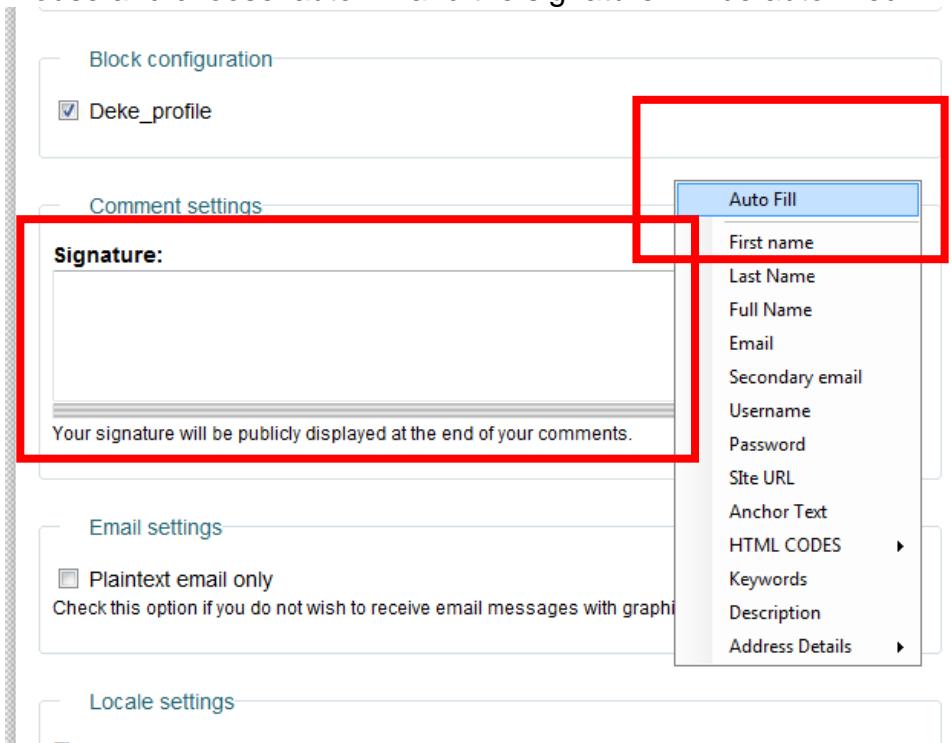 Block configuration
Deke_profile
Comment settings
Signature:
Your signature will be publicly displayed at the end of your comments.
Email settings
Plaintext email only
Check this option if you do not wish to receive email messages with graphi
Locale settings
Auto Fill
First name
Last Name
Full Name
Email
Secondary email
Username
Password
SIte URL
Anchor Text
HTML CODES
Keywords
Description
Address Details